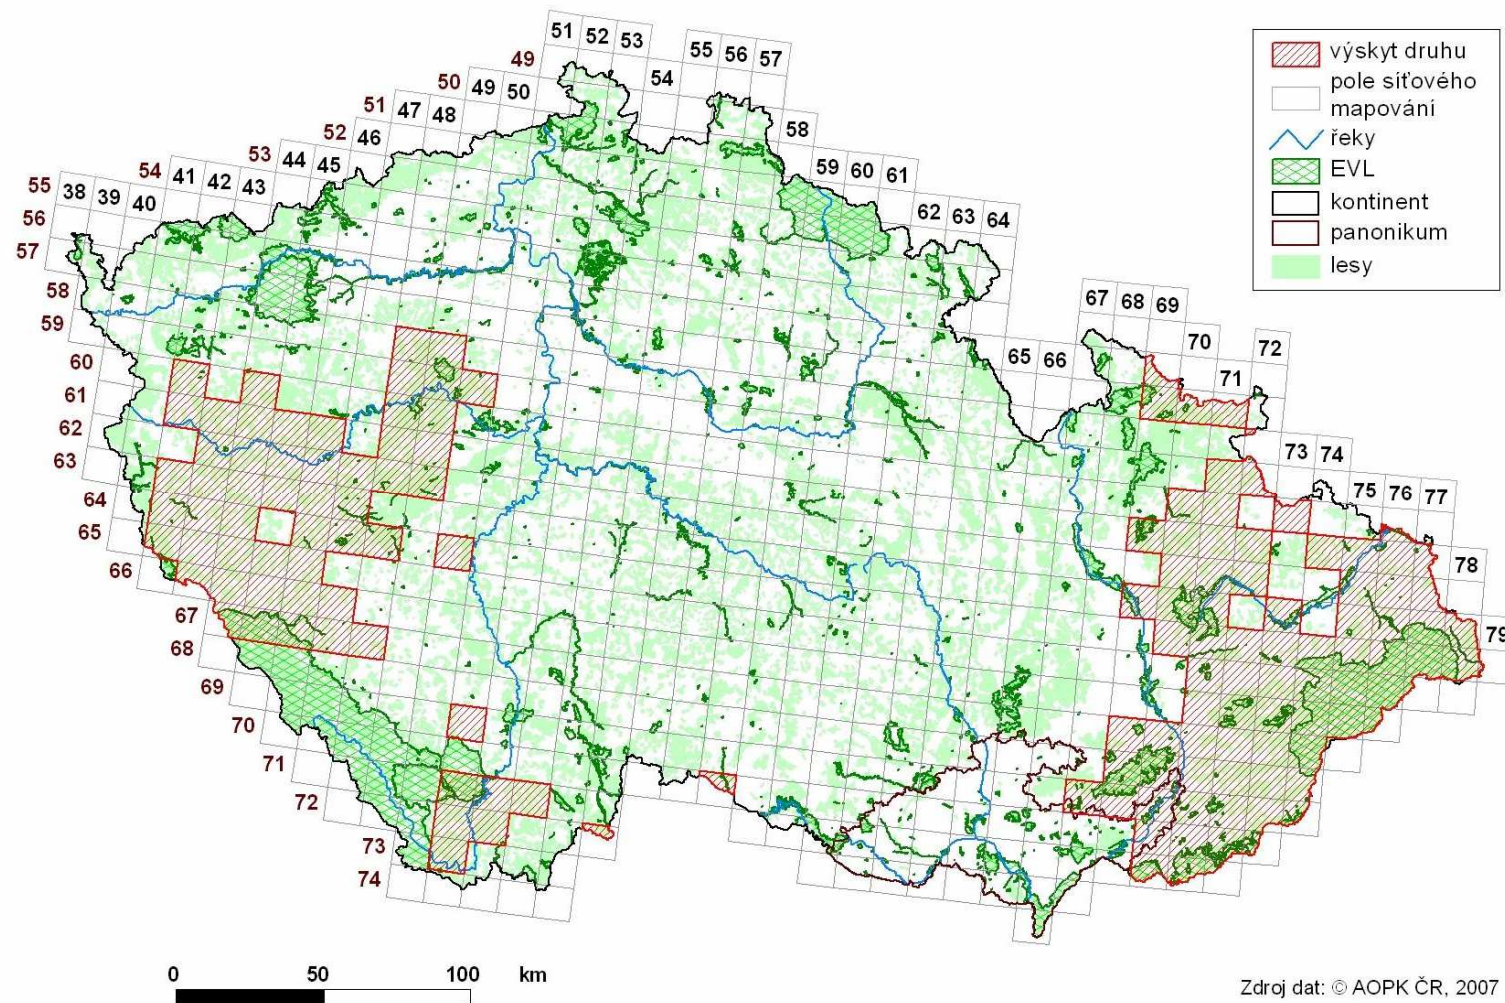 51 52 53
55 56 57
49
54
50
49 50
51
47 48
58
52
46
53
44 45
59 60 61
54
41 42 43
55
38 39 40
62 63 64
56
57
58
67 68 69
59
70
72
60
65 66
71
61
62
73 74
63
64
75 76 77
65
66
78
67
79
68
69
70
71
72
73
74
výskyt druhu
pole síťového
mapování
řeky
EVL
kontinent
panonikum
lesy
0 50 100 km
Zdroj dat: © AOPK ČR, 2007